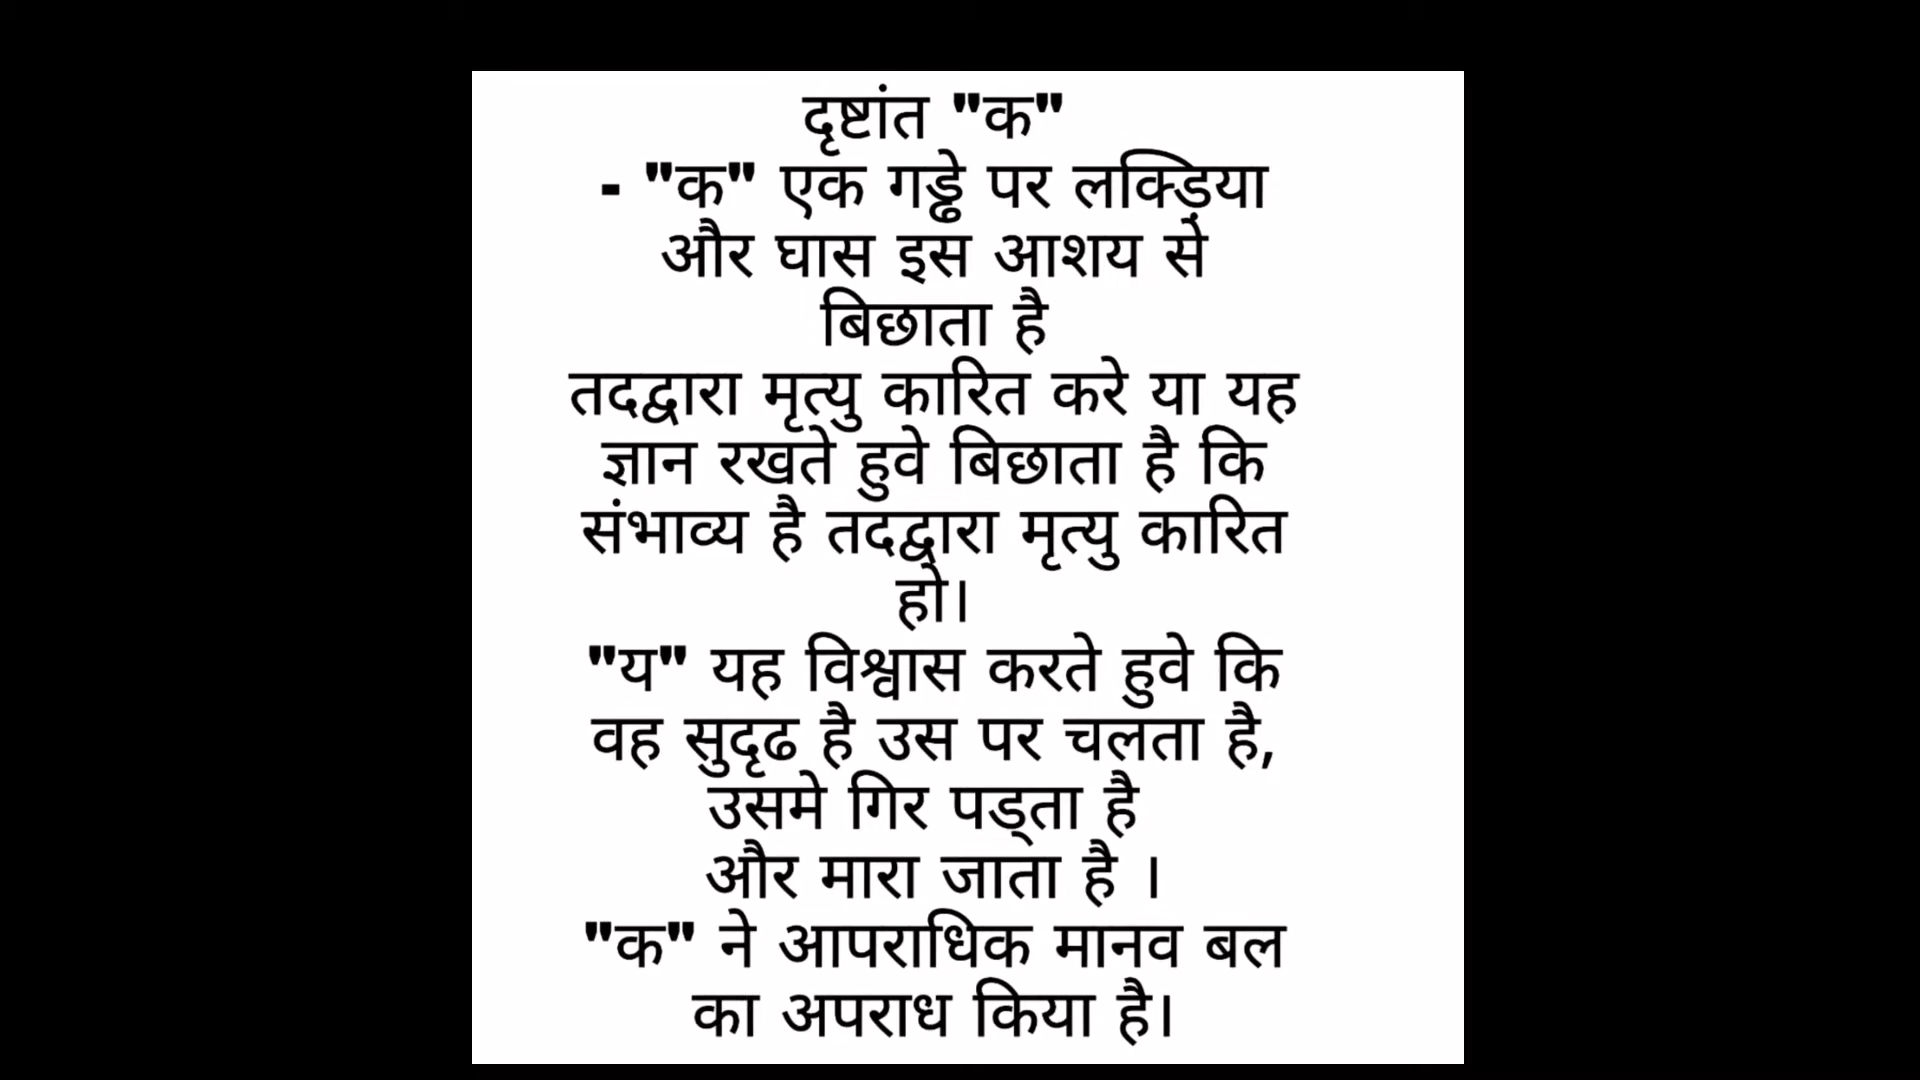 दृष्टांत "क"
- "क" एक गड्ढे पर लक्ड़िया
और घास इस आशय से
बिछाता है
तदद्वारा मृत्यु कारित करे या यह
ज्ञान रखते हुवे बिछाता है कि
संभाव्य है तदद्वारा मृत्यु कारित
हो।
"य" यह विश्वास करते हुवे कि
वह सुदृढ है उस पर चलता है,
उसमे गिर पड्ता है
और मारा जाता है ।
"क" ने आपराधिक मानव बल
का अपराध किया है।